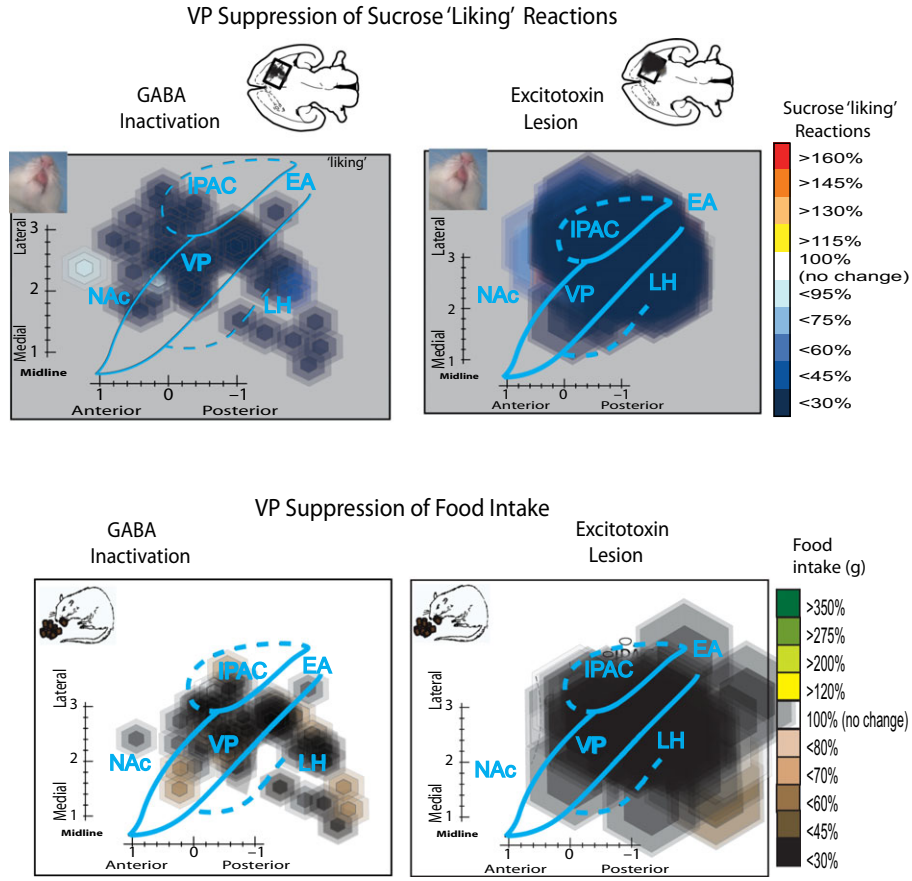 VP Suppression of Sucrose 'Liking' Reactions
GABA
Inactivation
Excitotoxin
Lesion
Sucrose 'liking'
Reactions
>160%
>145%
>130%
>115%
100%
(no change)
<95%
<75%
<60%
<45%
<30%
'liking'
IPAC
EA
VP
NAc
LH
Lateral
Medial
3
2
1
Midline
1
0
−1
Anterior
Posterior
IPAC
EA
NAc
VP
LH
Lateral
Medial
3
2
1
Midline
1
0
−1
Anterior
Posterior
VP Suppression of Food Intake
GABA
Inactivation
Excitotoxin
Lesion
Food
intake (g)
>350%
>275%
>200%
>120%
100% (no change)
<80%
<70%
<60%
<45%
<30%
IPAC
EA
VP
NAc
LH
Lateral
Medial
3
2
1
Midline
1
0
−1
Anterior
Posterior
IPAC
EA
NAc
VP
LH
Lateral
Medial
3
2
1
Midline
1
0
−1
Anterior
Posterior